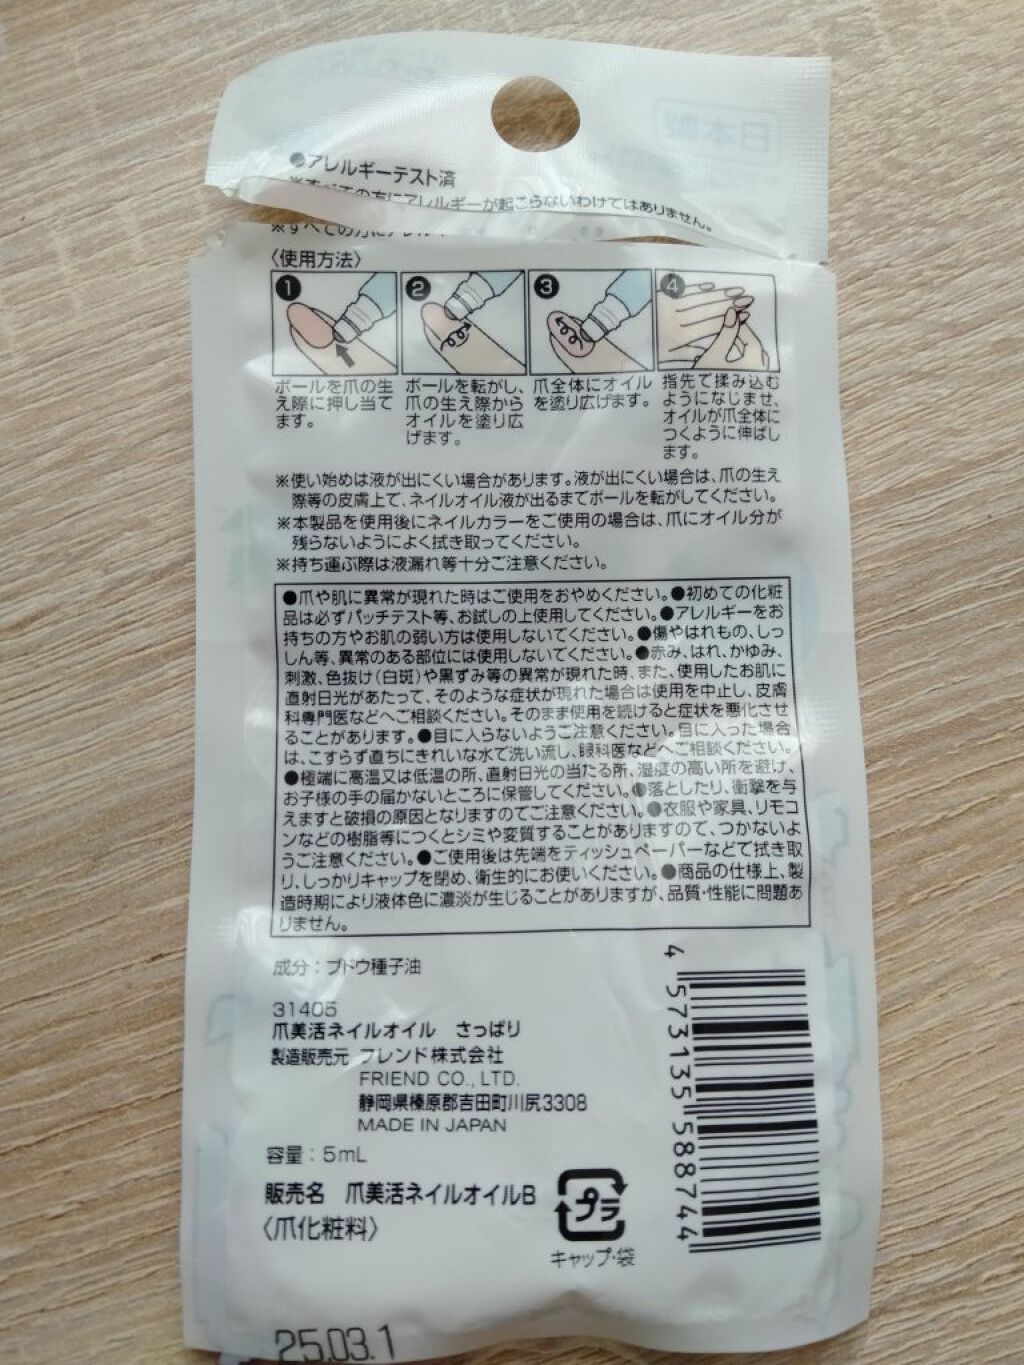 ●アレルギーテスト済
※すべての方にアレルギーが起こらないわけではありません。
〈使用方法〉
1 2 3 4
ボールを爪の生
え際に押し当て
ます。
ボールを転がし、
爪の生え際から
オイルを塗り広
げます。
爪全体にオイル
を塗り広げます。
指先で揉み込む
ようになじませ、
オイルが爪全体に
つくように伸ばし
ます。
※使い始めは液が出にくい場合があります。液が出にくい場合は、爪の生え
際等の皮膚上で、ネイルオイル液が出るまでボールを転がしてください。
※本製品を使用後にネイルカラーをご使用の場合は、爪にオイル分が
残らないようによく拭き取ってください。
※持ち運ぶ際は液漏れ等十分ご注意ください。
●爪や肌に異常が現れた時はご使用をおやめください。●初めての化粧
品は必ずパッチテスト等、お試しの上使用してください。●アレルギーをお
持ちの方やお肌の弱い方は使用しないでください。●傷やはれもの、しっ
しん等、異常のある部位には使用しないでください。●赤み、はれ、かゆみ、
刺激、色抜け(白斑)や黒ずみ等の異常が現れた時、また、使用したお肌に
直射日光があたって、そのような症状が現れた場合は使用を中止し、皮膚
科専門医などへご相談ください。そのまま使用を続けると症状を悪化させ
ることがあります。●目に入らないようご注意ください。目に入った場合
は、こすらず直ちにきれいな水で洗い流し、眼科医などへご相談ください。
●極端に高温又は低温の所、直射日光の当たる所、湿度の高い所を避け、
お子様の手の届かないところに保管してください。●落としたり、衝撃を与
えますと破損の原因となりますのでご注意ください。●衣服や家具、リモコ
ンなどの樹脂等につくとシミや変質することがありますので、つかないよ
うご注意ください。●ご使用後は先端をティッシュペーパーなどで拭き取
り、しっかりキャップを閉め、衛生的にお使いください。●商品の仕様上、製
造時期により液体色に濃淡が生じることがありますが、品質・性能に問題あ
りません。
成分：ブドウ種子油
31405
爪美活ネイルオイル さっぱり
製造販売元 フレンド株式会社
FRIEND CO., LTD.
静岡県榛原郡吉田町川尻3308
MADE IN JAPAN
容量：5mL
販売名 爪美活ネイルオイルB
〈爪化粧料〉
プラ
キャップ・袋
4 573135 588744
25.03.1